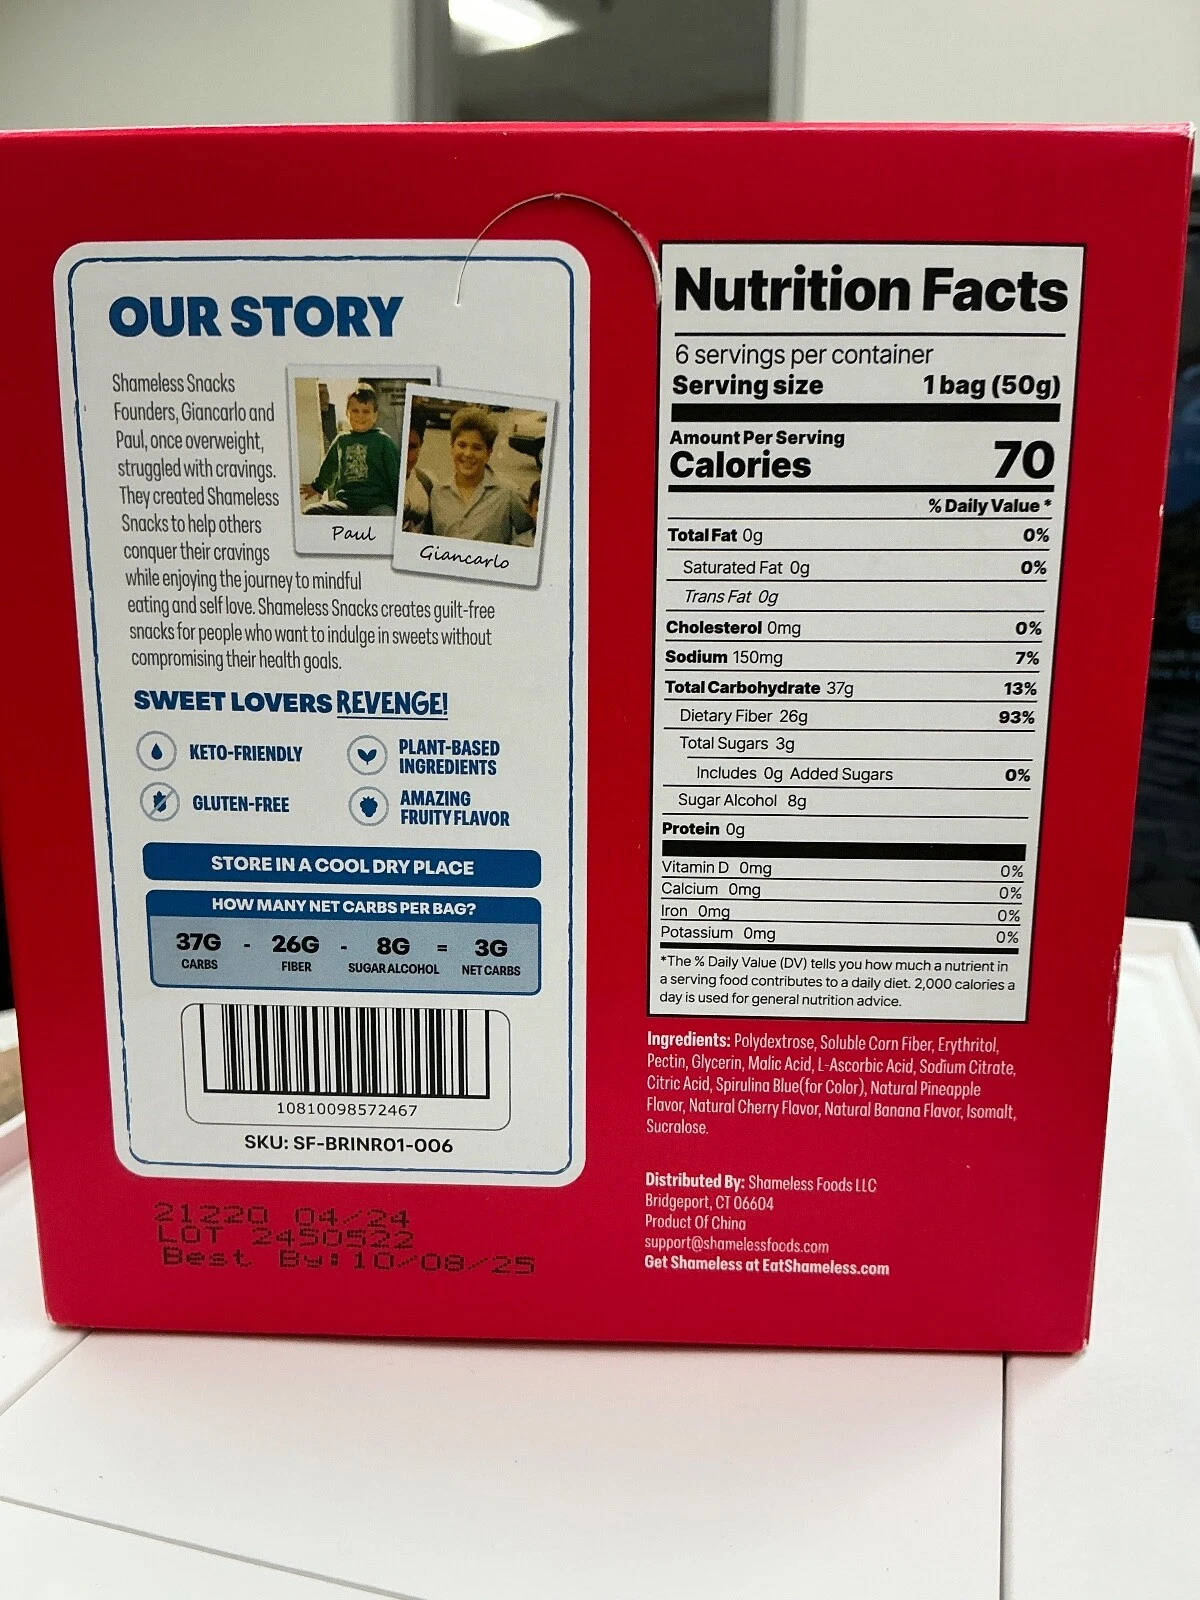 OUR STORY
Shameless Snacks
Founders, Giancarlo and
Paul, once overweight,
struggled with cravings.
They created Shameless
Snacks to help others
conquer their cravings
while enjoying the journey to mindful
eating and self love. Shameless Snacks creates guilt-free
snacks for people who want to indulge in sweets without
compromising their health goals.
Paul
Giancarlo
SWEET LOVERS REVENGE!
KETO-FRIENDLY
PLANT-BASED
INGREDIENTS
GLUTEN-FREE
AMAZING
FRUITY FLAVOR
STORE IN A COOL DRY PLACE
HOW MANY NET CARBS PER BAG?
37G - 26G - 8G = 3G
CARBS FIBER SUGAR ALCOHOL NET CARBS
10810098572467
SKU: SF-BRINR01-006
21220 04/24
LOT 2450522
Best By: 10/08/25
Nutrition Facts
6 servings per container
Serving size 1 bag (50g)
Amount Per Serving
Calories 70
% Daily Value *
Total Fat 0g 0%
Saturated Fat 0g 0%
Trans Fat 0g
Cholesterol 0mg 0%
Sodium 150mg 7%
Total Carbohydrate 37g 13%
Dietary Fiber 26g 93%
Total Sugars 3g
Includes 0g Added Sugars 0%
Sugar Alcohol 8g
Protein 0g
Vitamin D 0mg 0%
Calcium 0mg 0%
Iron 0mg 0%
Potassium 0mg 0%
*The % Daily Value (DV) tells you how much a nutrient in
a serving food contributes to a daily diet. 2,000 calories a
day is used for general nutrition advice.
Ingredients: Polydextrose, Soluble Corn Fiber, Erythritol,
Pectin, Glycerin, Malic Acid, L-Ascorbic Acid, Sodium Citrate,
Citric Acid, Spirulina Blue(for Color), Natural Pineapple
Flavor, Natural Cherry Flavor, Natural Banana Flavor, Isomalt,
Sucralose.
Distributed By: Shameless Foods LLC
Bridgeport, CT 06604
Product Of China
support@shamelessfoods.com
Get Shameless at EatShameless.com